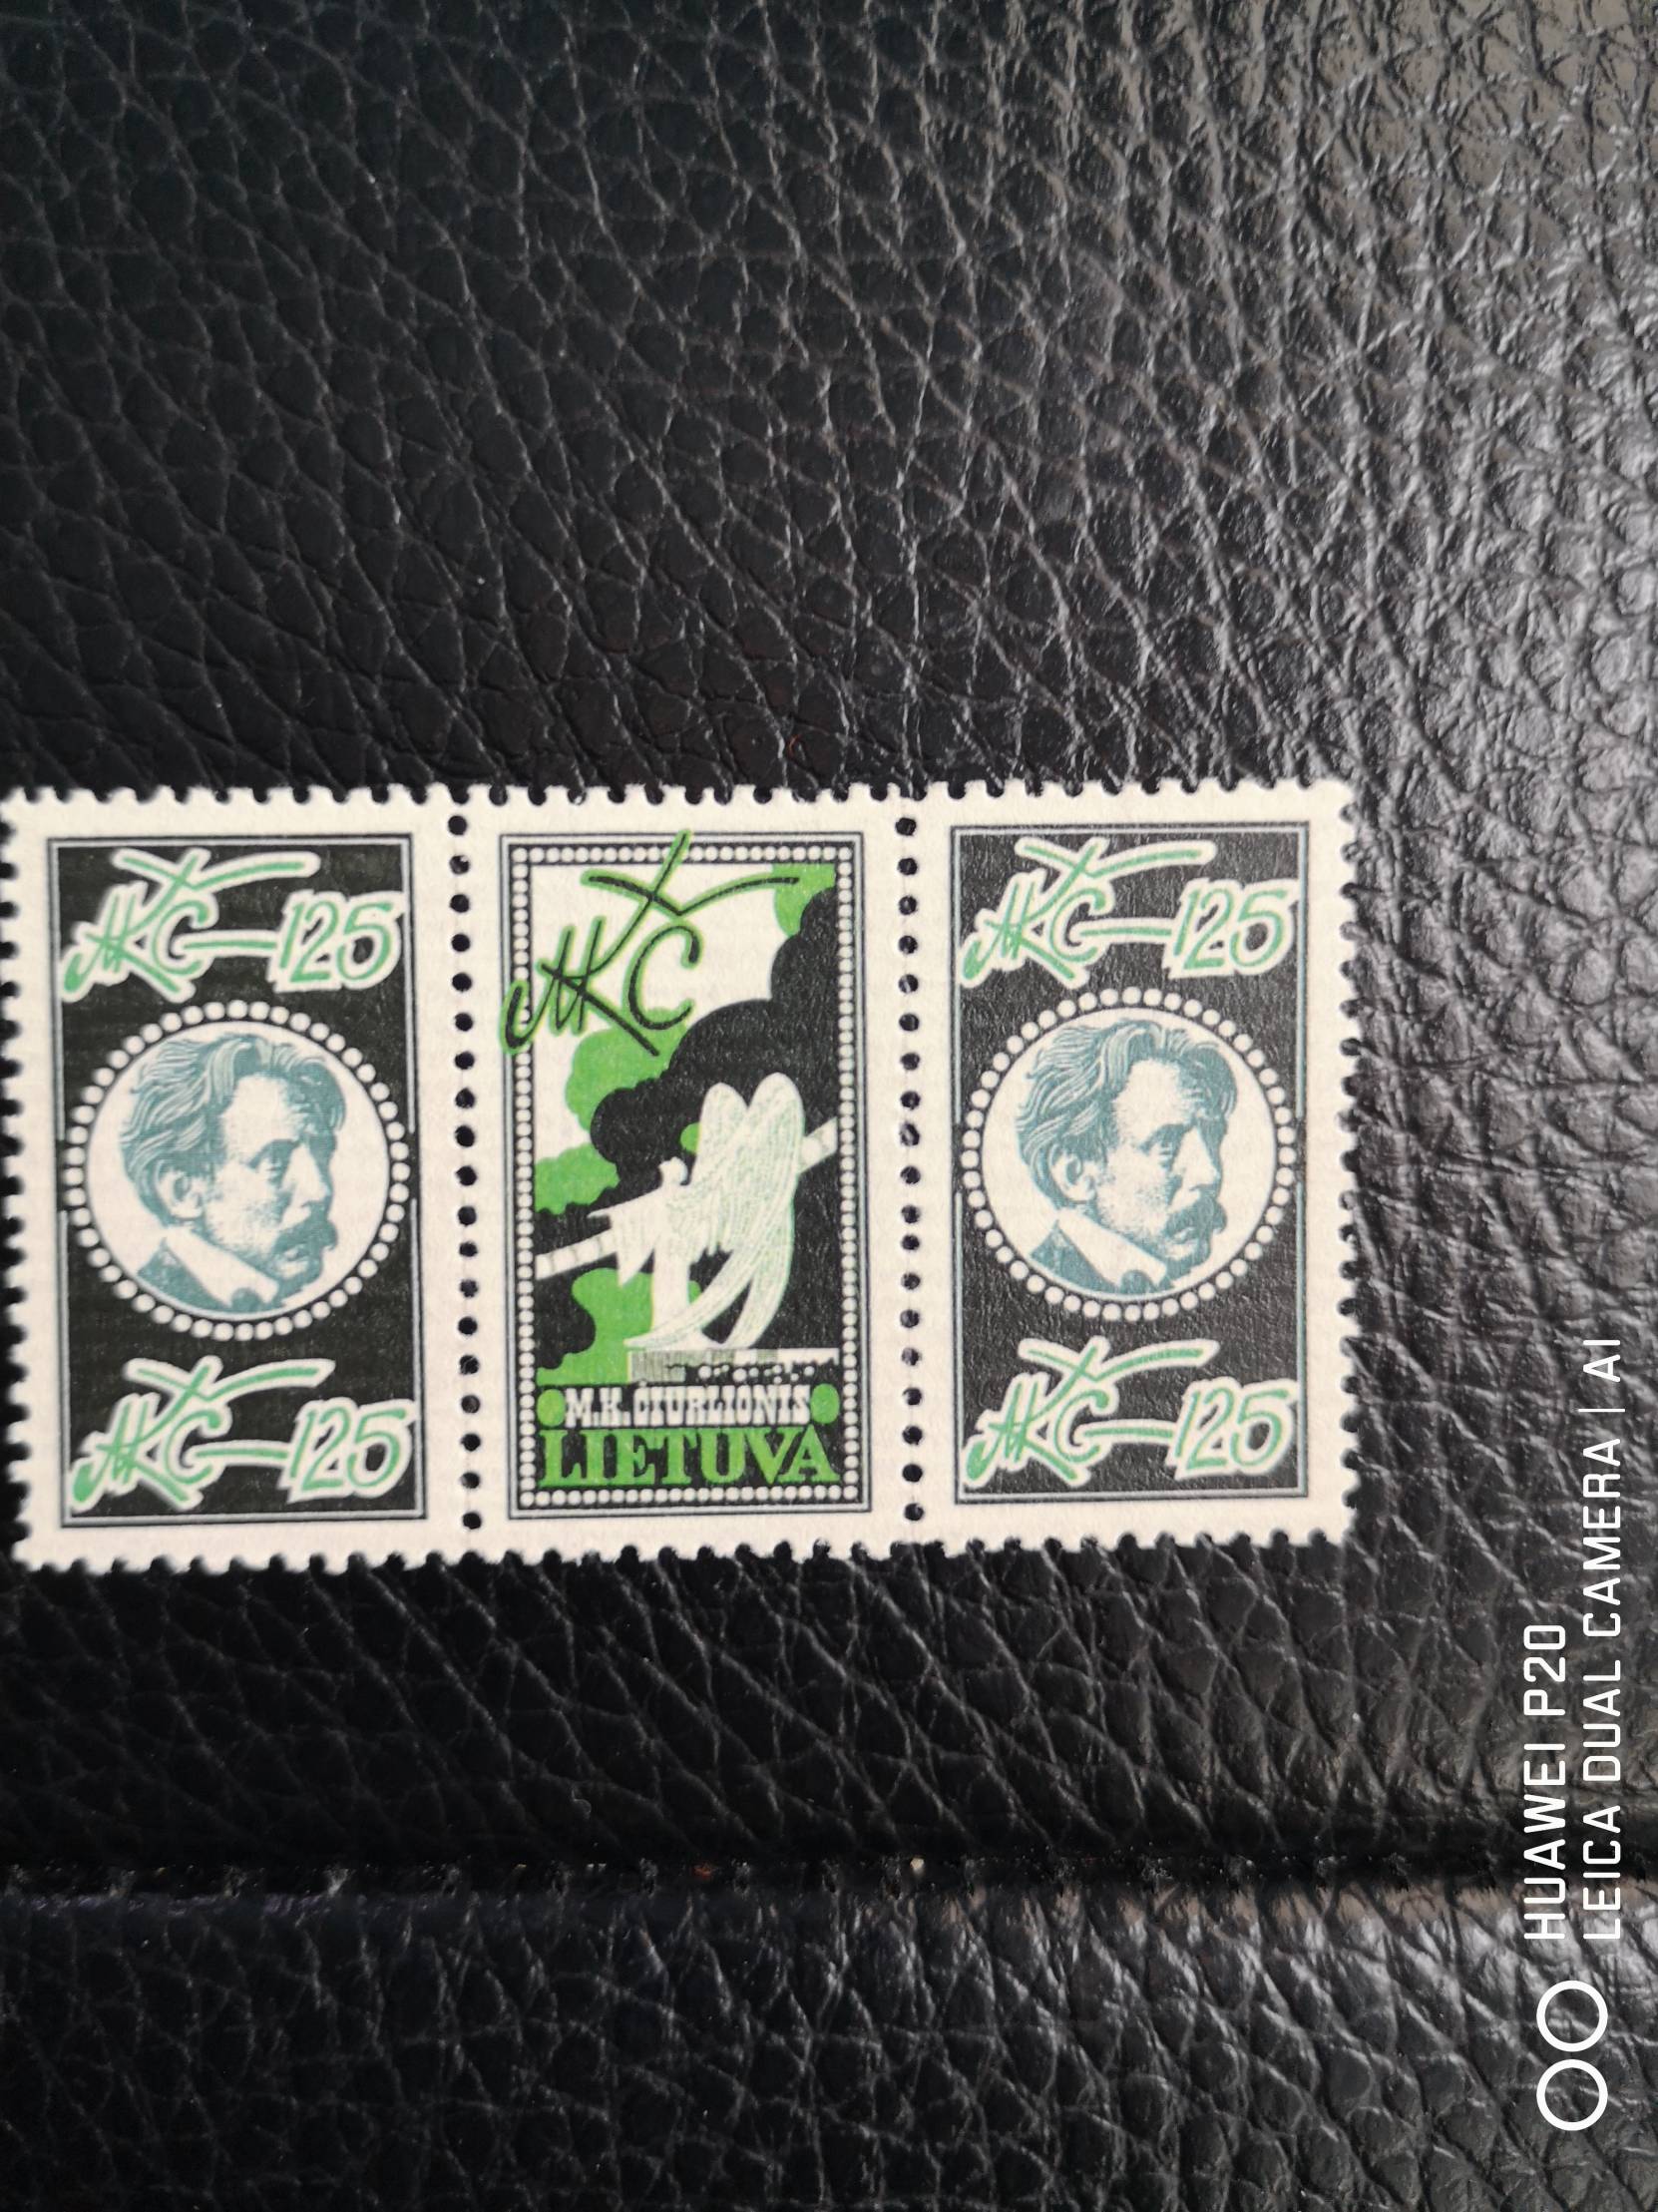 MKČ-125
MKČ-125
MKČ
M.K. ČIURLIONIS
LIETUVA
MKČ-125
MKČ-125
HUAWEI P20
LEICA DUAL CAMERA | AI